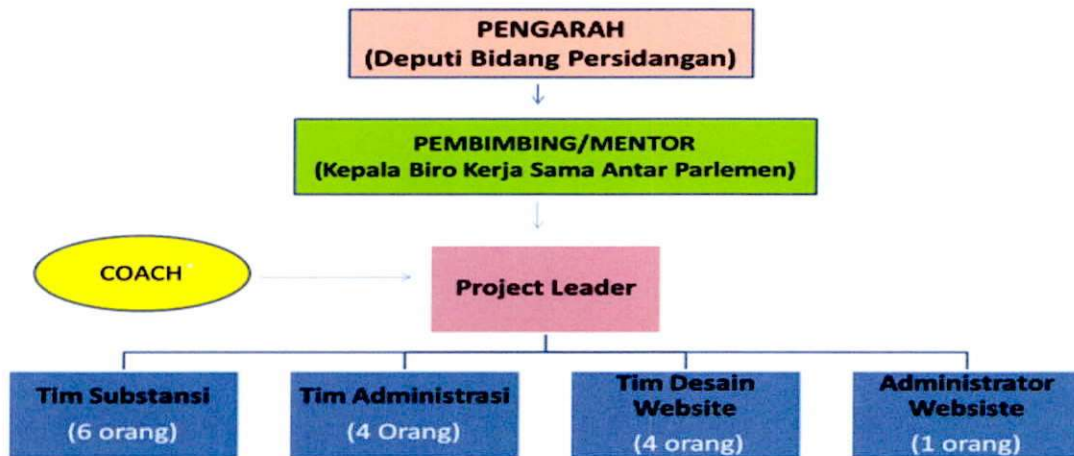 PENGARAH
(Deputi Bidang Persidangan)
PEMBIMBING/MENTOR
(Kepala Biro Kerja Sama Antar Parlemen)
COACH
Project Leader
Tim Substansi
(6 orang)
Tim Administrasi
(4 Orang)
Tim Desain
Website
(4 orang)
Administrator
Websiste
(1 orang)